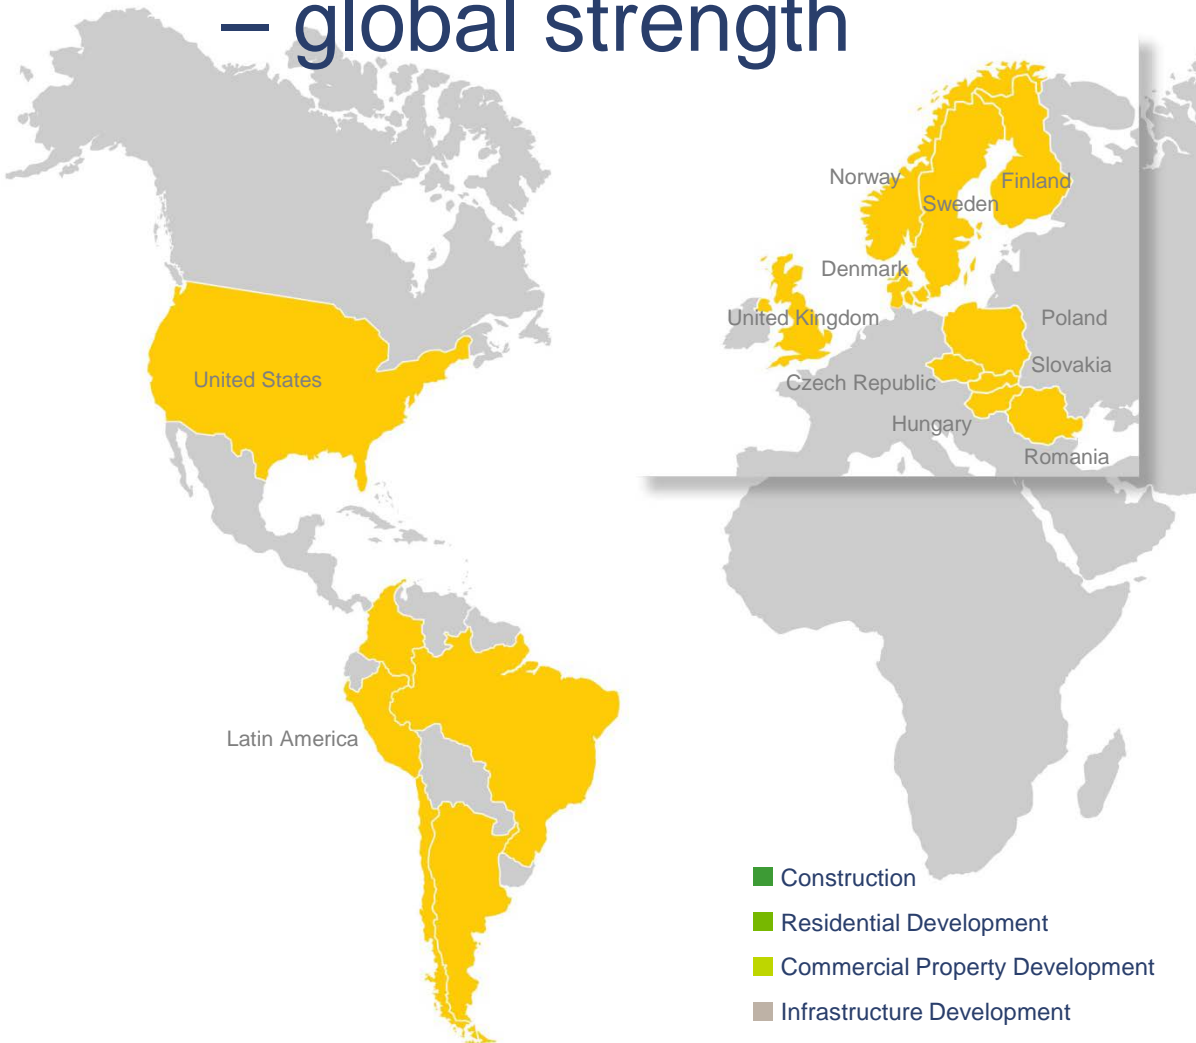 – global strength
Norway
Finland
Sweden
Denmark
United Kingdom
Poland
Slovakia
United States
Czech Republic
Hungary
Romania
Latin America
Construction
Residential Development
Commercial Property Development
Infrastructure Development